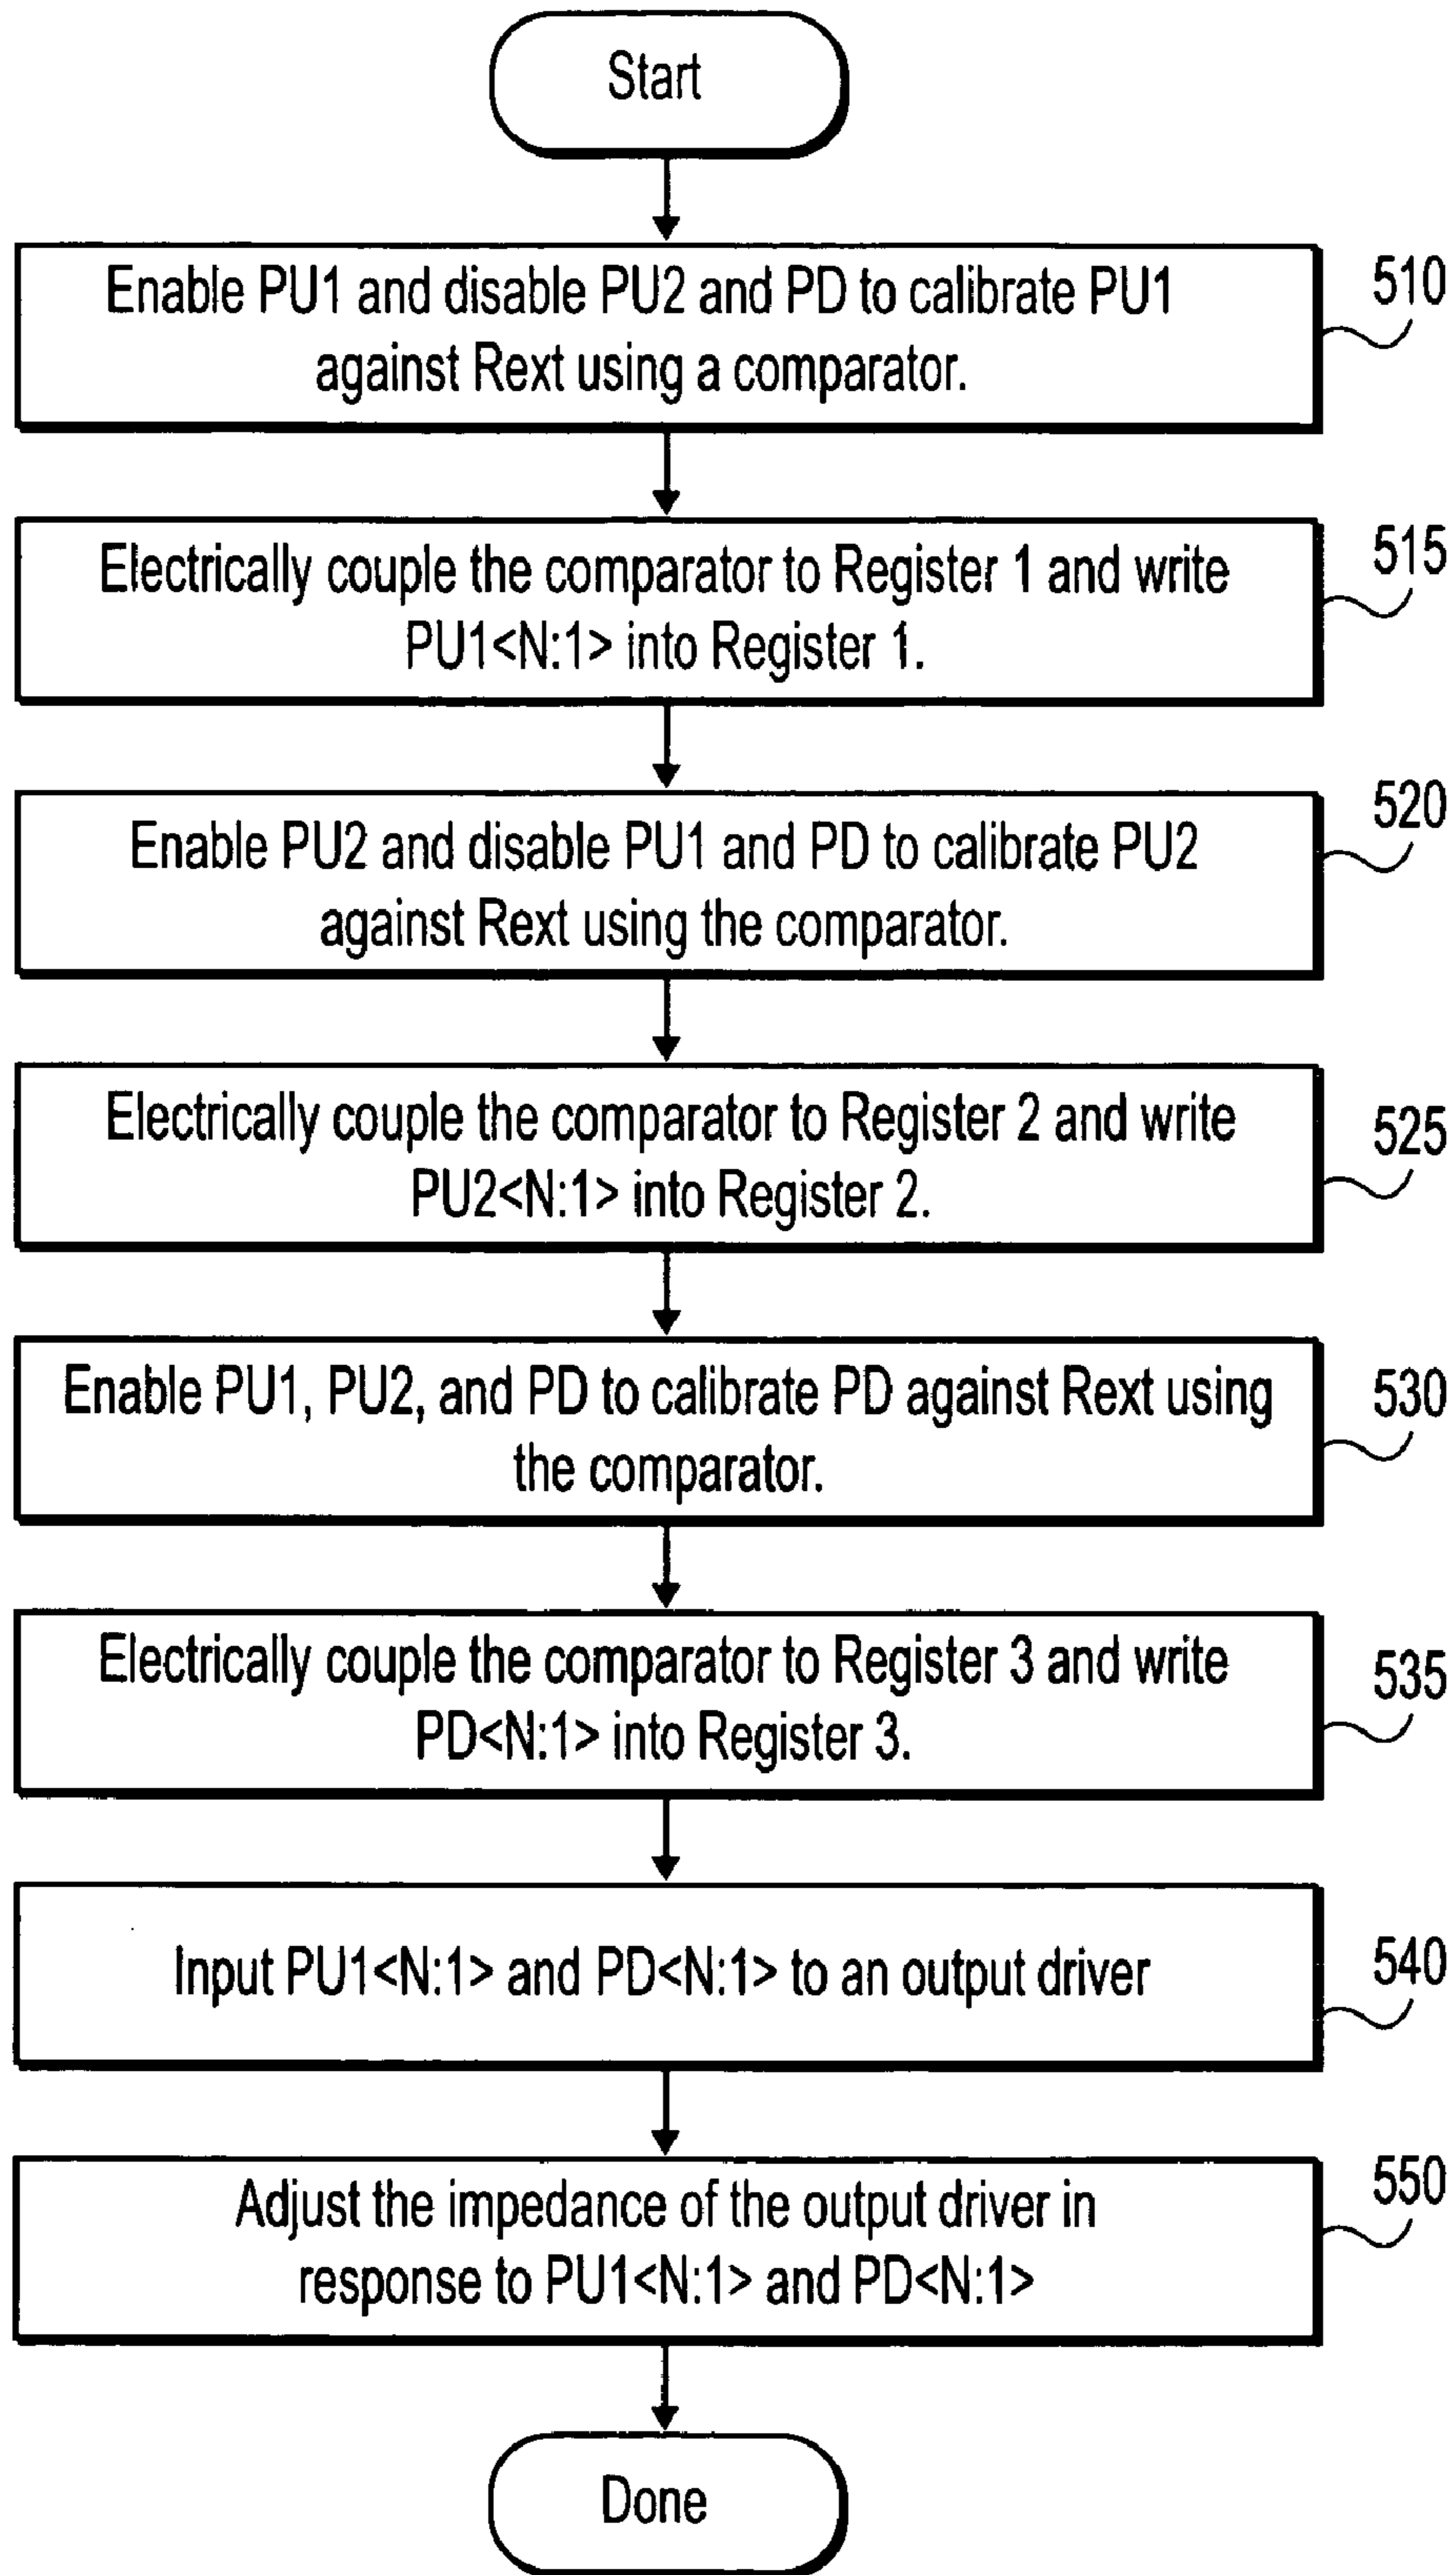 Start
Enable PU1 and disable PU2 and PD to calibrate PU1
against Rext using a comparator.
510
Electrically couple the comparator to Register 1 and write
PU1<N:1> into Register 1.
515
Enable PU2 and disable PU1 and PD to calibrate PU2
against Rext using the comparator.
520
Electrically couple the comparator to Register 2 and write
PU2<N:1> into Register 2.
525
Enable PU1, PU2, and PD to calibrate PD against Rext using
the comparator.
530
Electrically couple the comparator to Register 3 and write
PD<N:1> into Register 3.
535
Input PU1<N:1> and PD<N:1> to an output driver
540
Adjust the impedance of the output driver in
response to PU1<N:1> and PD<N:1>
550
Done